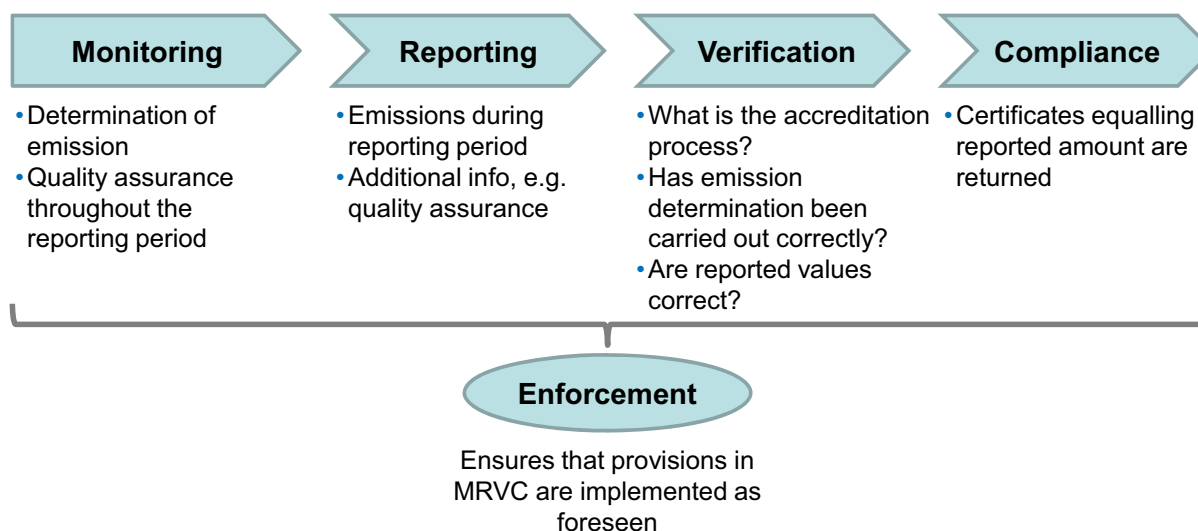 Monitoring
• Determination of
emission
• Quality assurance
throughout the
reporting period
Reporting
• Emissions during
reporting period
• Additional info, e.g.
quality assurance
Verification
• What is the accreditation
process?
• Has emission
determination been
carried out correctly?
• Are reported values
correct?
Compliance
• Certificates equalling
reported amount are
returned
Enforcement
Ensures that provisions in
MRVC are implemented as
foreseen